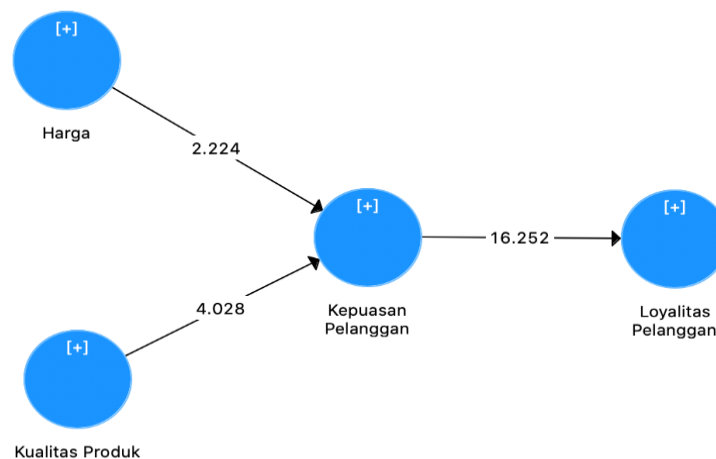 [+]
Harga
2.224
[+]
16.252
[+]
Kepuasan
Pelanggan
Loyalitas
Pelanggan
4.028
[+]
Kualitas Produk